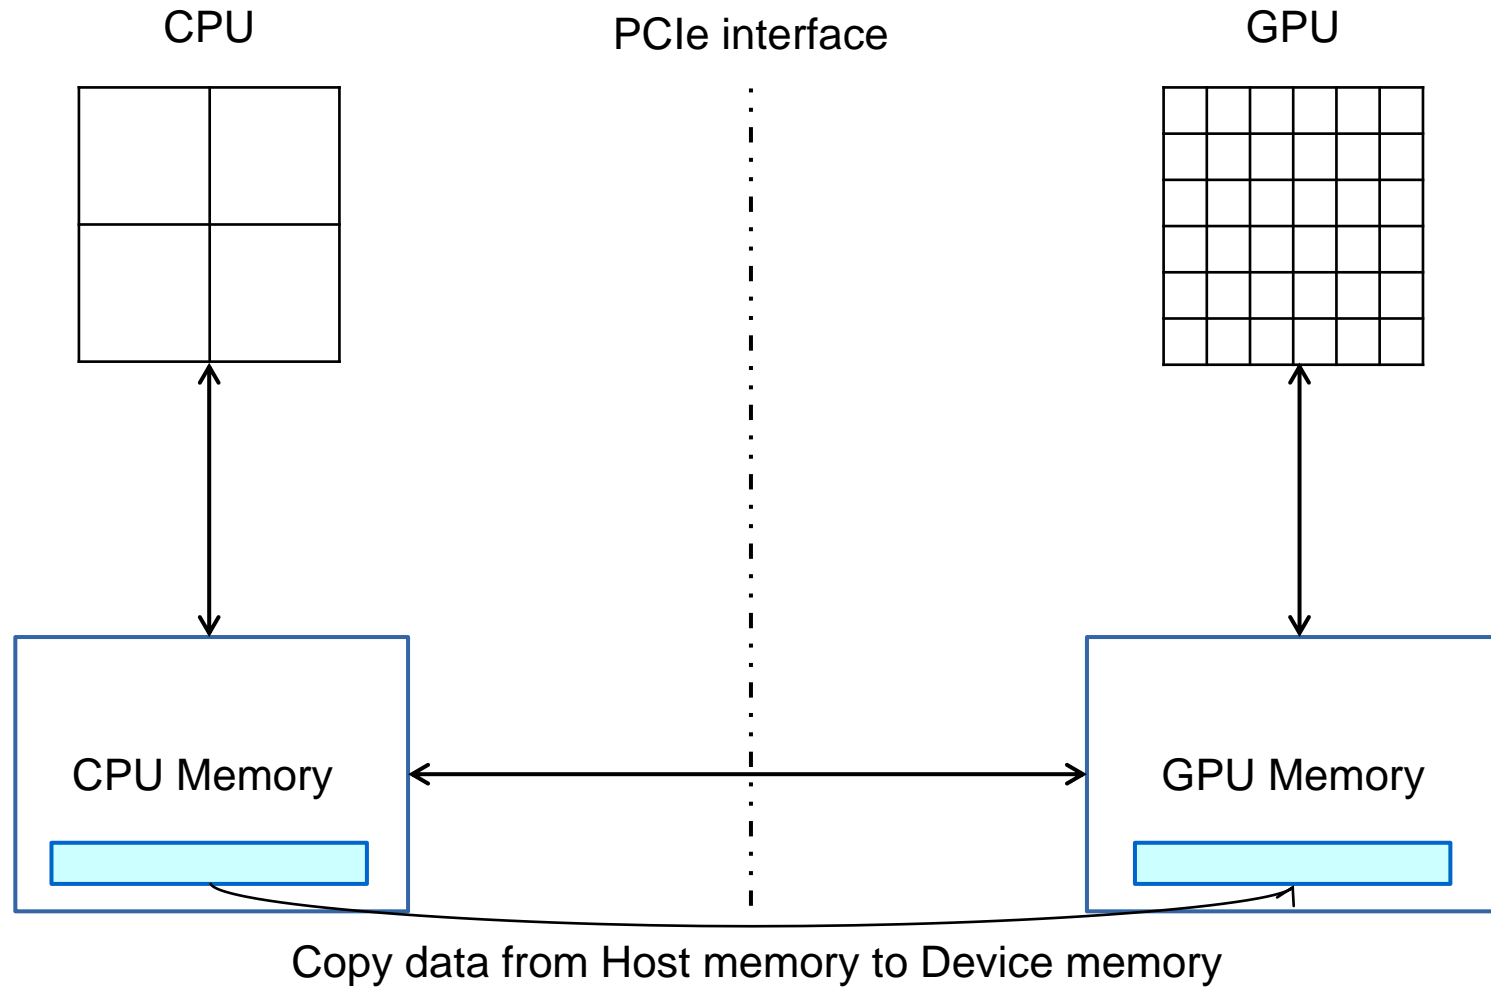 CPU
PCIe interface
GPU
CPU Memory
GPU Memory
Copy data from Host memory to Device memory